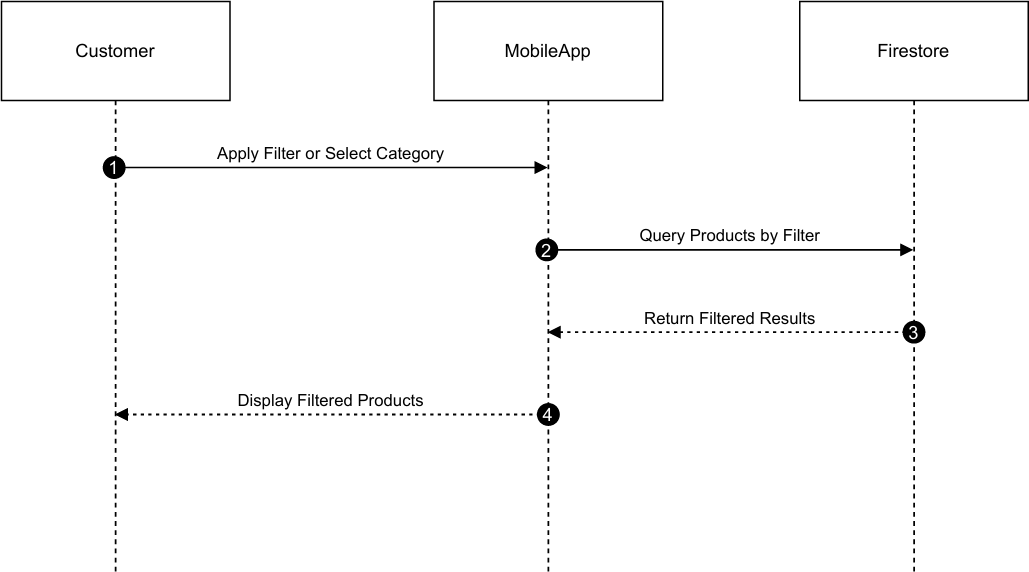 Customer
MobileApp
Firestore
Apply Filter or Select Category
1
Query Products by Filter
2
Return Filtered Results
3
Display Filtered Products
4